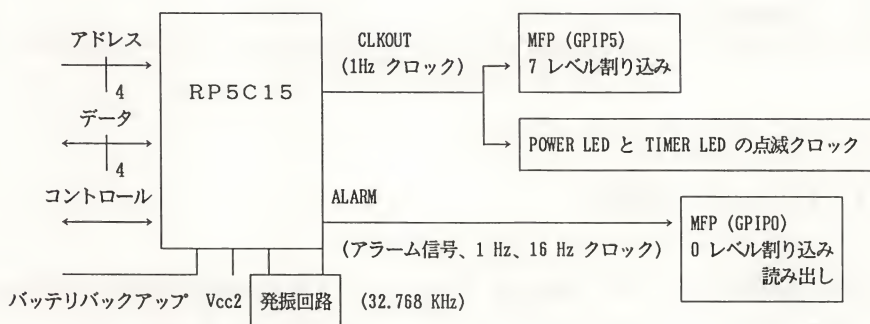 アドレス
4
データ
4
コントロール
RP5C15
CLKOUT
(1Hz クロック)
MFP (GPIP5)
7 レベル割り込み
POWER LED と TIMER LED の点滅クロック
ALARM
(アラーム信号、1 Hz、16 Hz クロック)
MFP (GPIP0)
0 レベル割り込み
読み出し
バッテリバックアップ Vcc2 発振回路 (32.768 KHz)